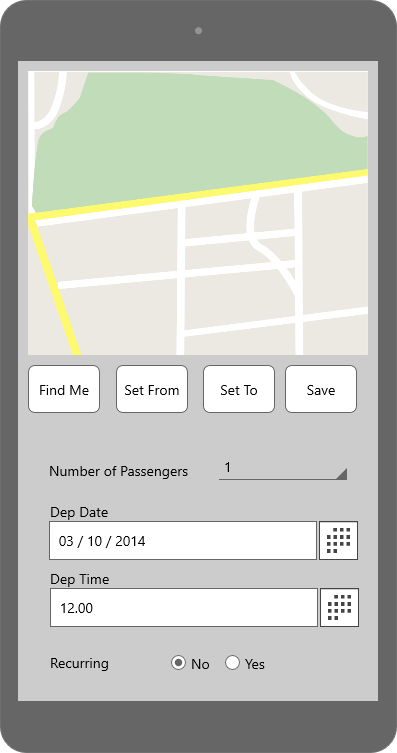 Find Me Set From Set To Save
Number of Passengers 1
Dep Date
03 / 10 / 2014
Dep Time
12.00
Recurring No Yes